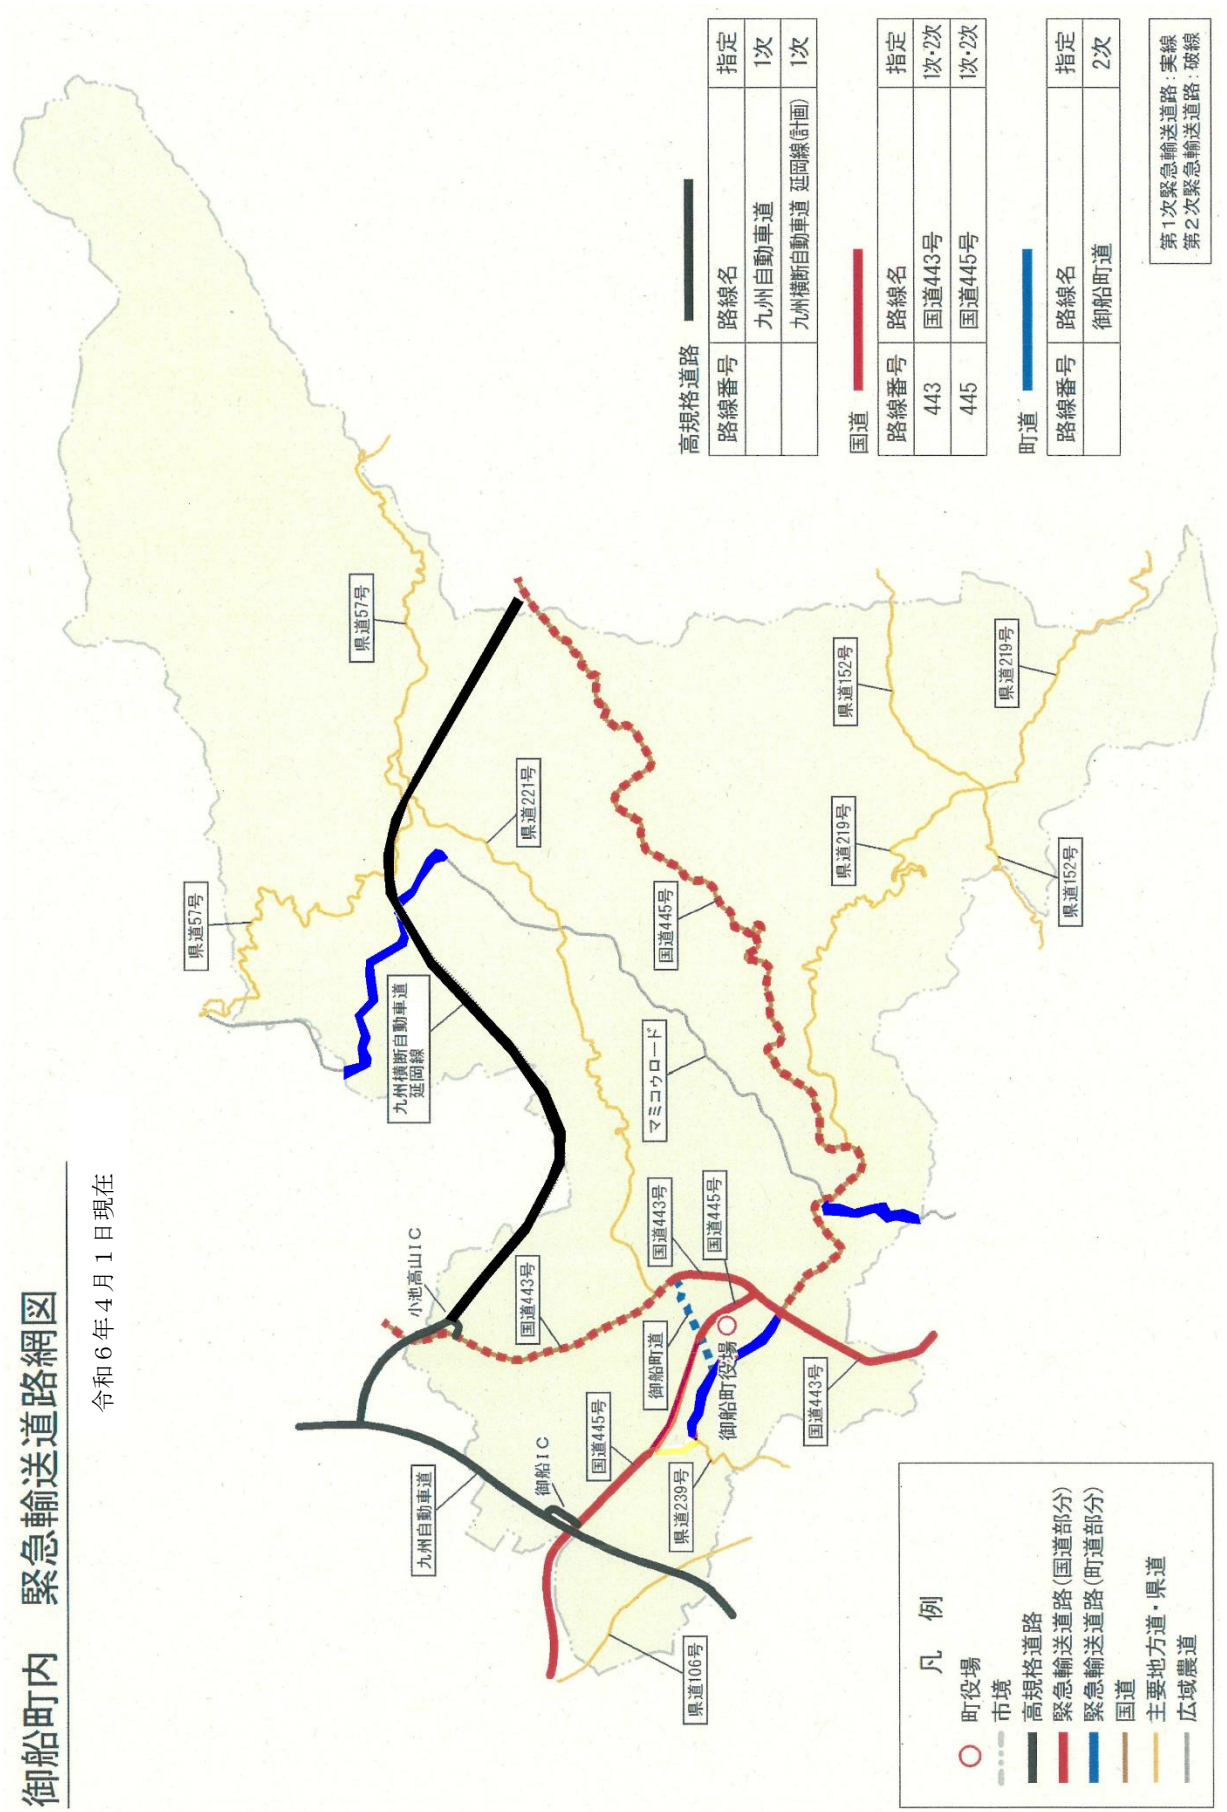 御船町内　緊急輸送道路網図
令和６年４月１日現在
県道57号
県道57号
九州横断自動車道
延岡線
小池高山ＩＣ
国道443号
九州自動車道
御船ＩＣ
国道445号
県道221号
マミコウロード
国道445号
国道443号
国道445号
御船町道
御船町役場
県道239号
県道106号
国道443号
県道152号
県道219号
県道219号
県道152号
高規格道路
路線番号 路線名 指定
九州自動車道 1次
九州横断自動車道 延岡線(計画) 1次
国道
路線番号 路線名 指定
443 国道443号 1次・2次
445 国道445号 1次・2次
町道
路線番号 路線名 指定
御船町道 2次
第１次緊急輸送道路：実線
第２次緊急輸送道路：破線
凡　例
町役場
市境
高規格道路
緊急輸送道路(国道部分)
緊急輸送道路(町道部分)
国道
主要地方道・県道
広域農道